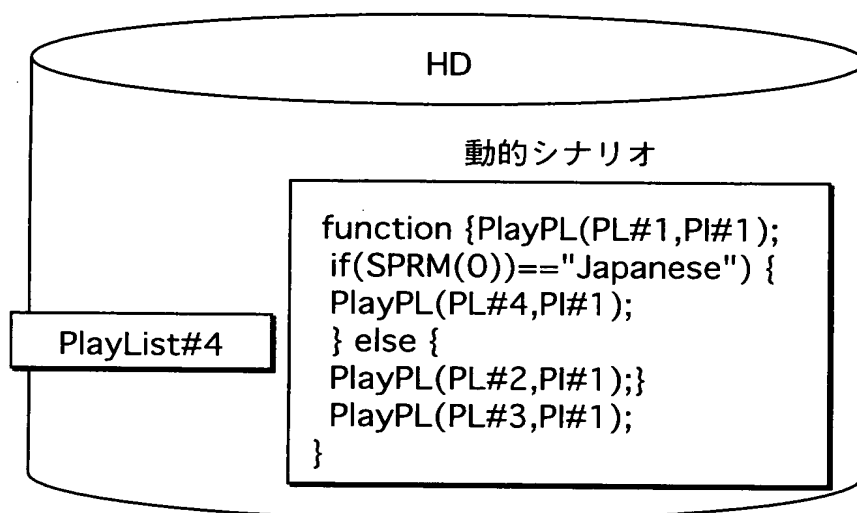 HD
動的シナリオ
function {PlayPL(PL#1,PI#1);
if(SPRM(0))=="Japanese") {
PlayPL(PL#4,PI#1);
} else {
PlayPL(PL#2,PI#1);}
PlayPL(PL#3,PI#1);
}
PlayList#4